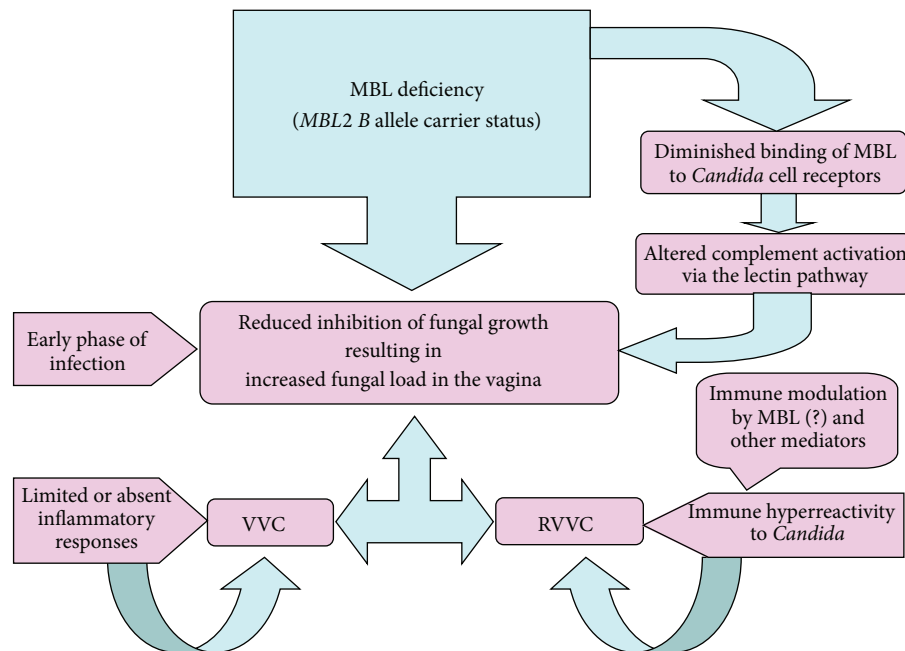 MBL deficiency
(MBL2 B allele carrier status)
Diminished binding of MBL
to Candida cell receptors
Altered complement activation
via the lectin pathway
Early phase of
infection
Reduced inhibition of fungal growth
resulting in
increased fungal load in the vagina
Immune modulation
by MBL (?) and
other mediators
Limited or absent
inflammatory
responses
VVC
RVVC
Immune hyperreactivity
to Candida